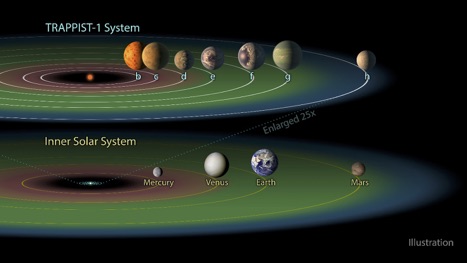 TRAPPIST-1 System
b c d e f g h
Enlarged 25x
Inner Solar System
Mercury Venus Earth Mars
Illustration